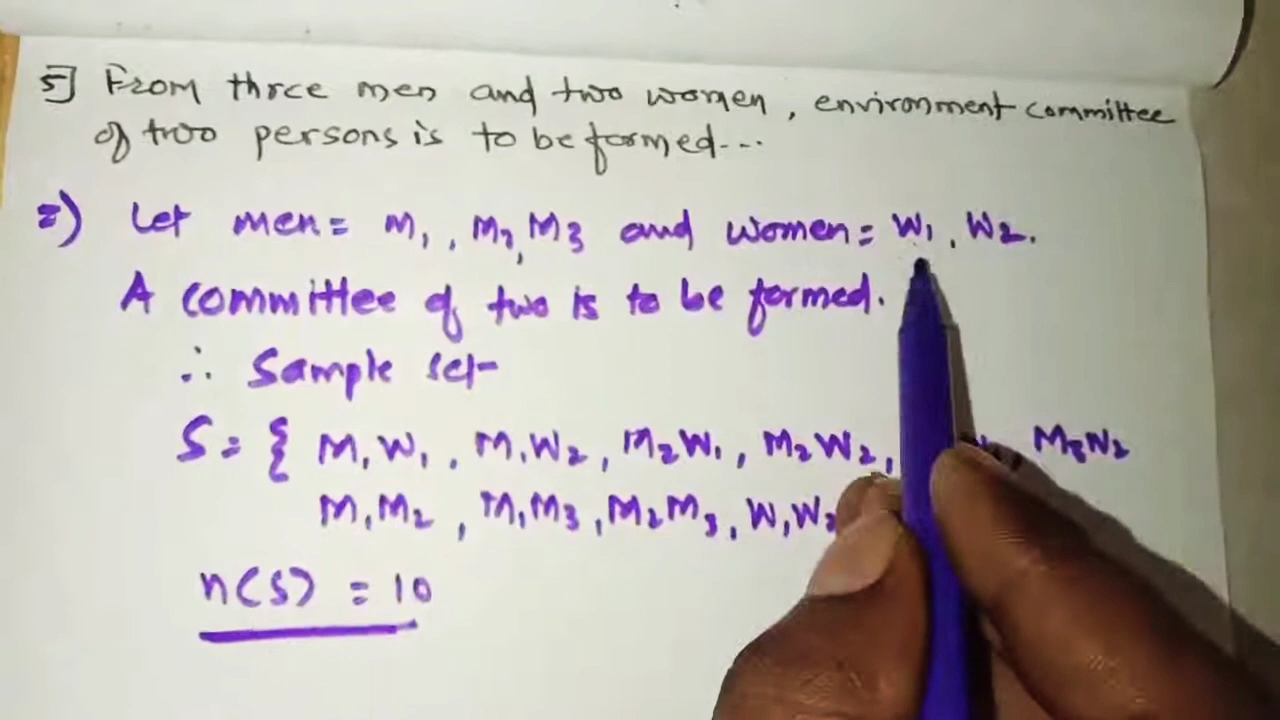 5] From three men and two women, environment committee
of two persons is to be formed...
=) Let men = M₁, M₂, M3 and women = W₁, W₂.
A committee of two is to be formed.
∴ Sample set
S = { M₁W₁, M₁W₂, M₂W₁, M₂W₂, M₃W₂
M₁M₂, M₁M₃, M₂M₃, W₁W₂
n(S) = 10